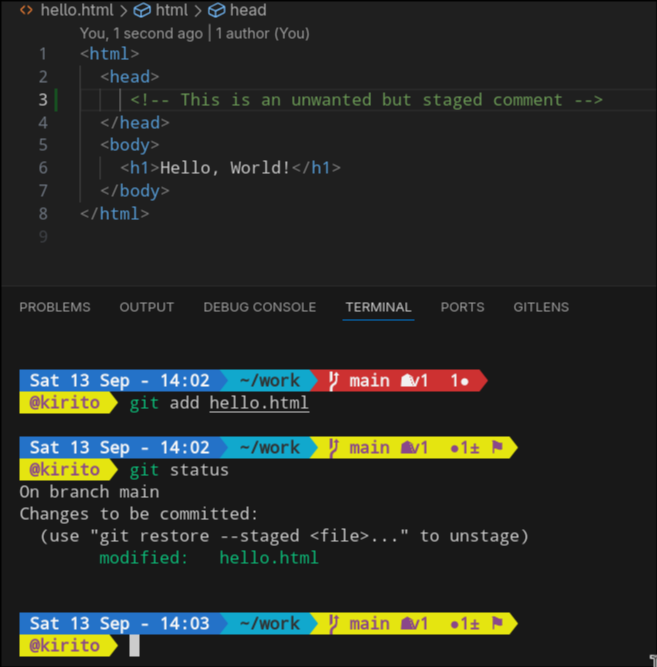 hello.html > html > head
You, 1 second ago | 1 author (You)
1 <html>
2 <head>
3 <!-- This is an unwanted but staged comment -->
4 </head>
5 <body>
6 <h1>Hello, World!</h1>
7 </body>
8 </html>
9
PROBLEMS OUTPUT DEBUG CONSOLE TERMINAL PORTS GITLENS
Sat 13 Sep - 14:02 ~/work main v1 1●
@kirito git add hello.html
Sat 13 Sep - 14:02 ~/work main v1 ●1± ⚑
@kirito git status
On branch main
Changes to be committed:
(use "git restore --staged <file>..." to unstage)
modified: hello.html
Sat 13 Sep - 14:03 ~/work main v1 ●1± ⚑
@kirito